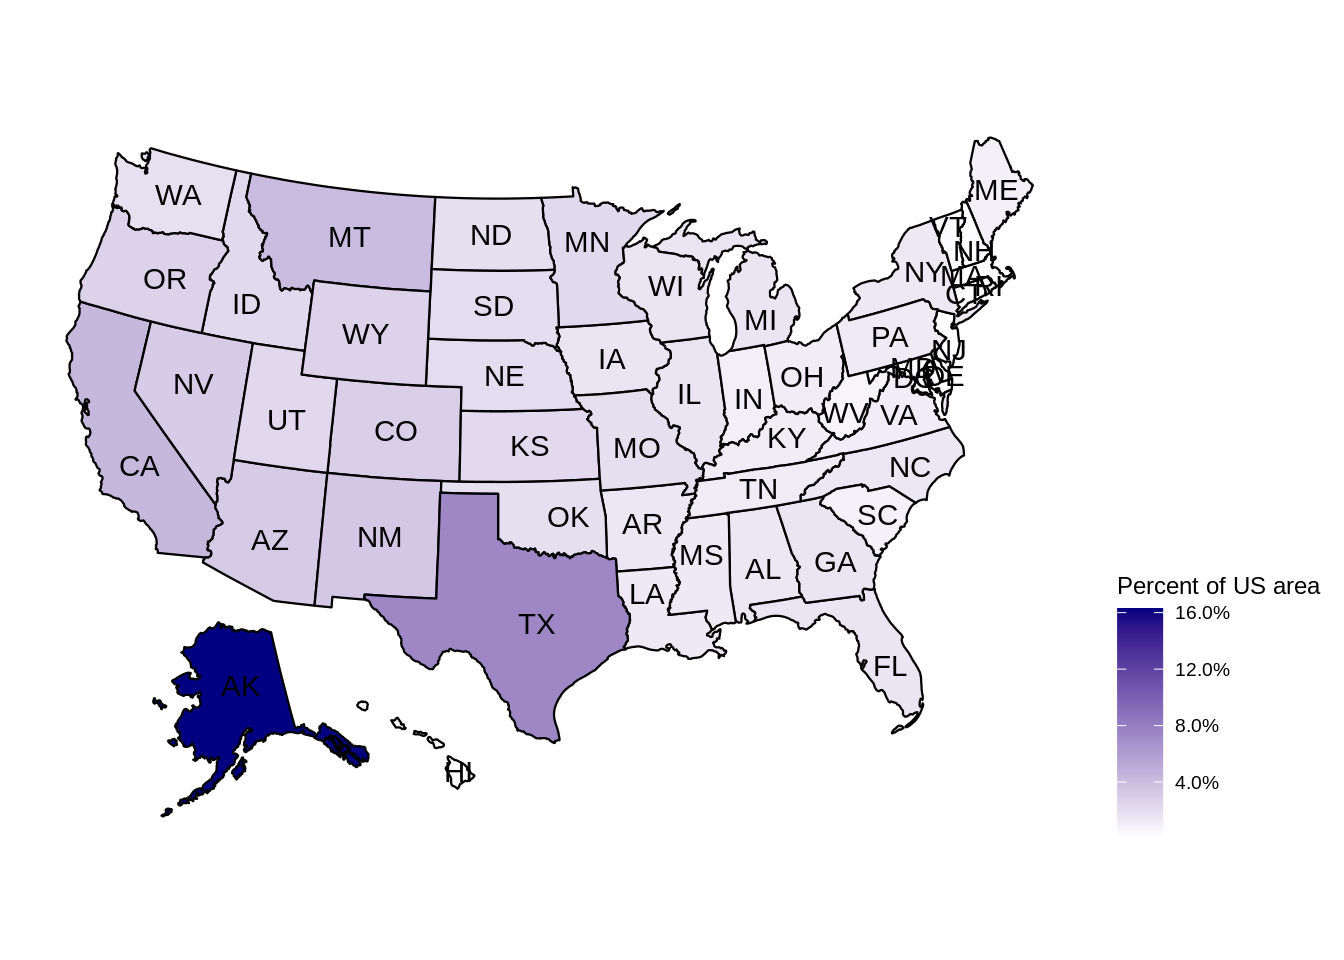 ME
WA
VT
MT
ND
MN
NH
OR
NY
MA
RI
WI
CT
ID
SD
MI
WY
PA
NJ
IA
NV
NE
OH
MD
DC
DE
IL
IN
UT
CO
WV
VA
KS
MO
KY
CA
NC
TN
OK
AR
SC
AZ
NM
MS
AL
GA
LA
TX
FL
AK
HI
Percent of US area
16.0%
12.0%
8.0%
4.0%